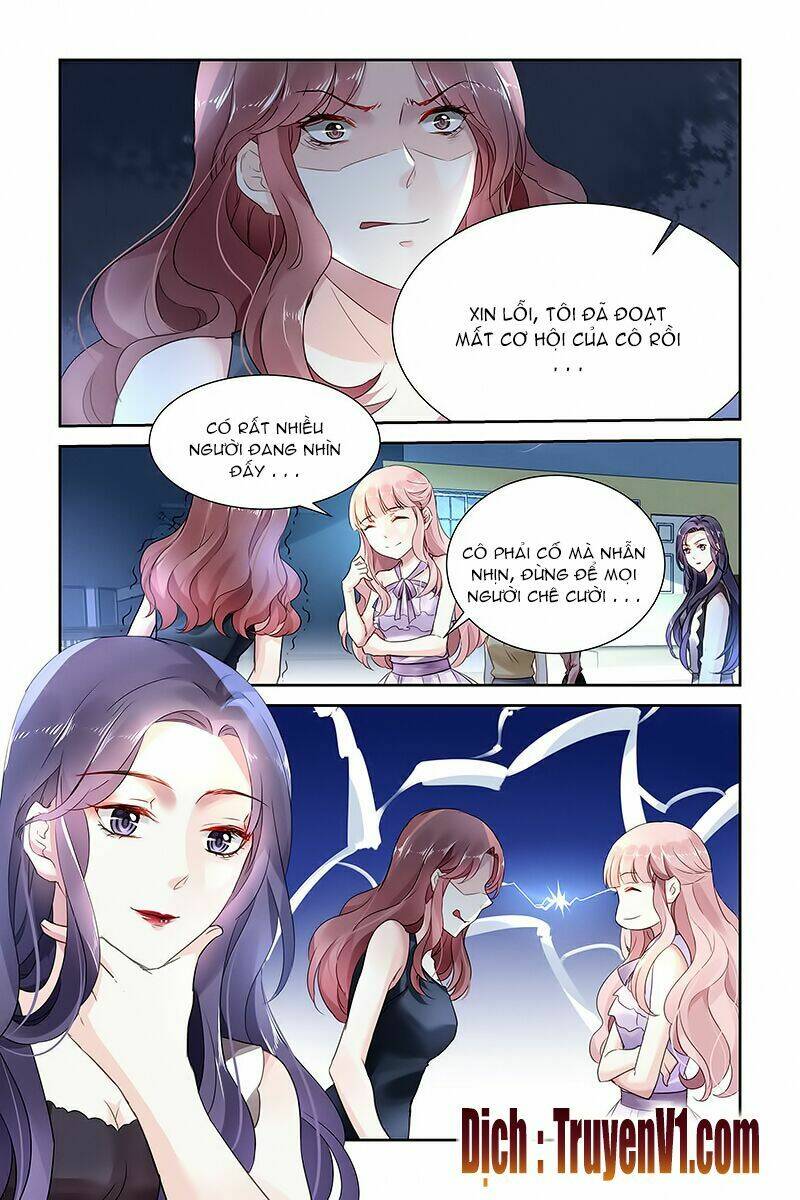 XIN LỖI, TÔI ĐÃ ĐOẠT
MẤT CƠ HỘI CỦA CÔ RỒI
. . .
CÓ RẤT NHIỀU
NGƯỜI ĐANG NHÌN
ĐẤY . . .
CÔ PHẢI CỐ MÀ NHẪN
NHỊN, ĐỪNG ĐỂ MỌI
NGƯỜI CHÊ CƯỜI . . .
Dịch : TruyenV1.com